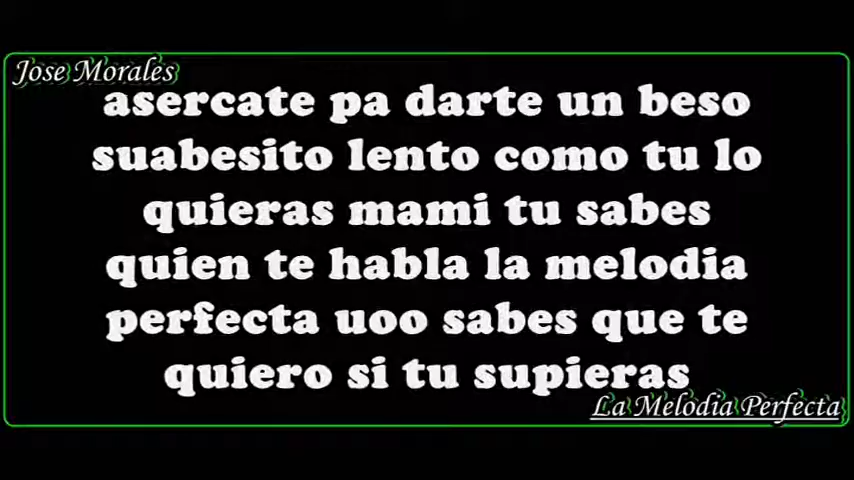 Jose Morales
asercate pa darte un beso
suabesito lento como tu lo
quieras mami tu sabes
quien te habla la melodia
perfecta uoo sabes que te
quiero si tu supieras
La Melodia Perfecta